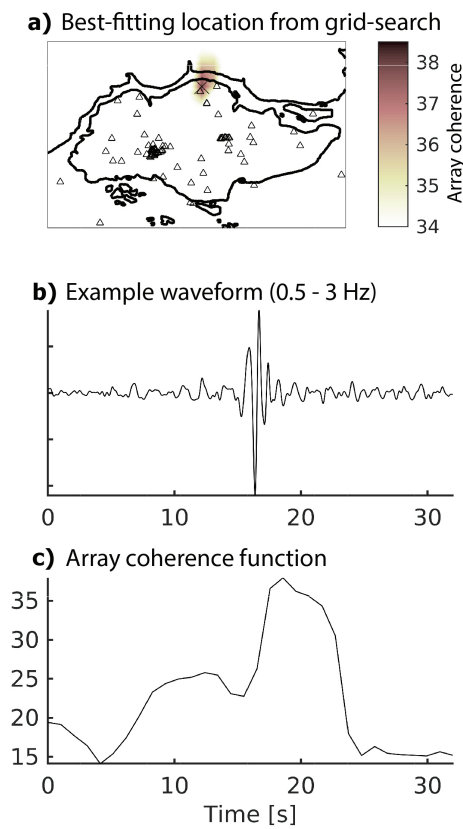 a) Best-fitting location from grid-search
38
37
36
35
34
Array coherence
b) Example waveform (0.5 - 3 Hz)
0 10 20 30
c) Array coherence function
35
30
25
20
15
0 10 20 30
Time [s]